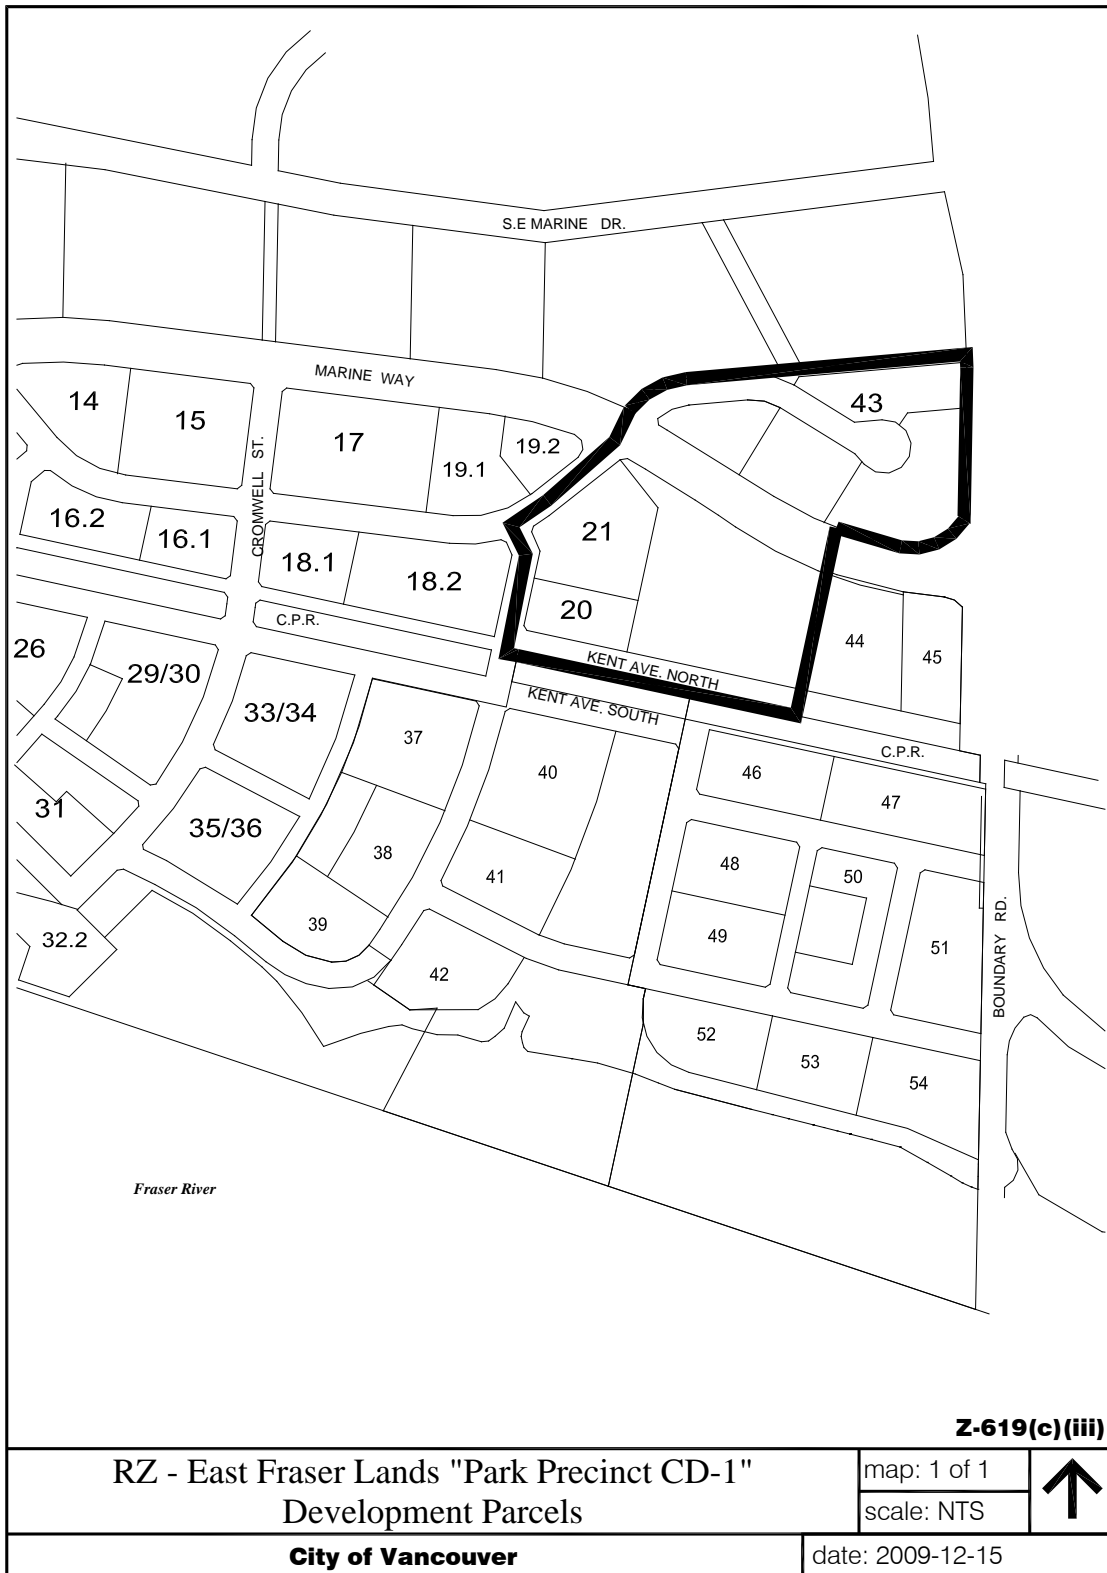 S.E MARINE DR.
MARINE WAY
43
14
15
17
19.1
19.2
CROMWELL ST.
16.2
16.1
18.1
18.2
21
20
C.P.R.
KENT AVE. NORTH
KENT AVE. SOUTH
44
45
26
29/30
33/34
37
40
C.P.R.
46
47
31
35/36
38
41
48
50
39
49
51
BOUNDARY RD.
32.2
42
52
53
54
Fraser River
Z-619(c)(iii)
RZ - East Fraser Lands "Park Precinct CD-1"
Development Parcels
map: 1 of 1
scale: NTS
City of Vancouver
date: 2009-12-15